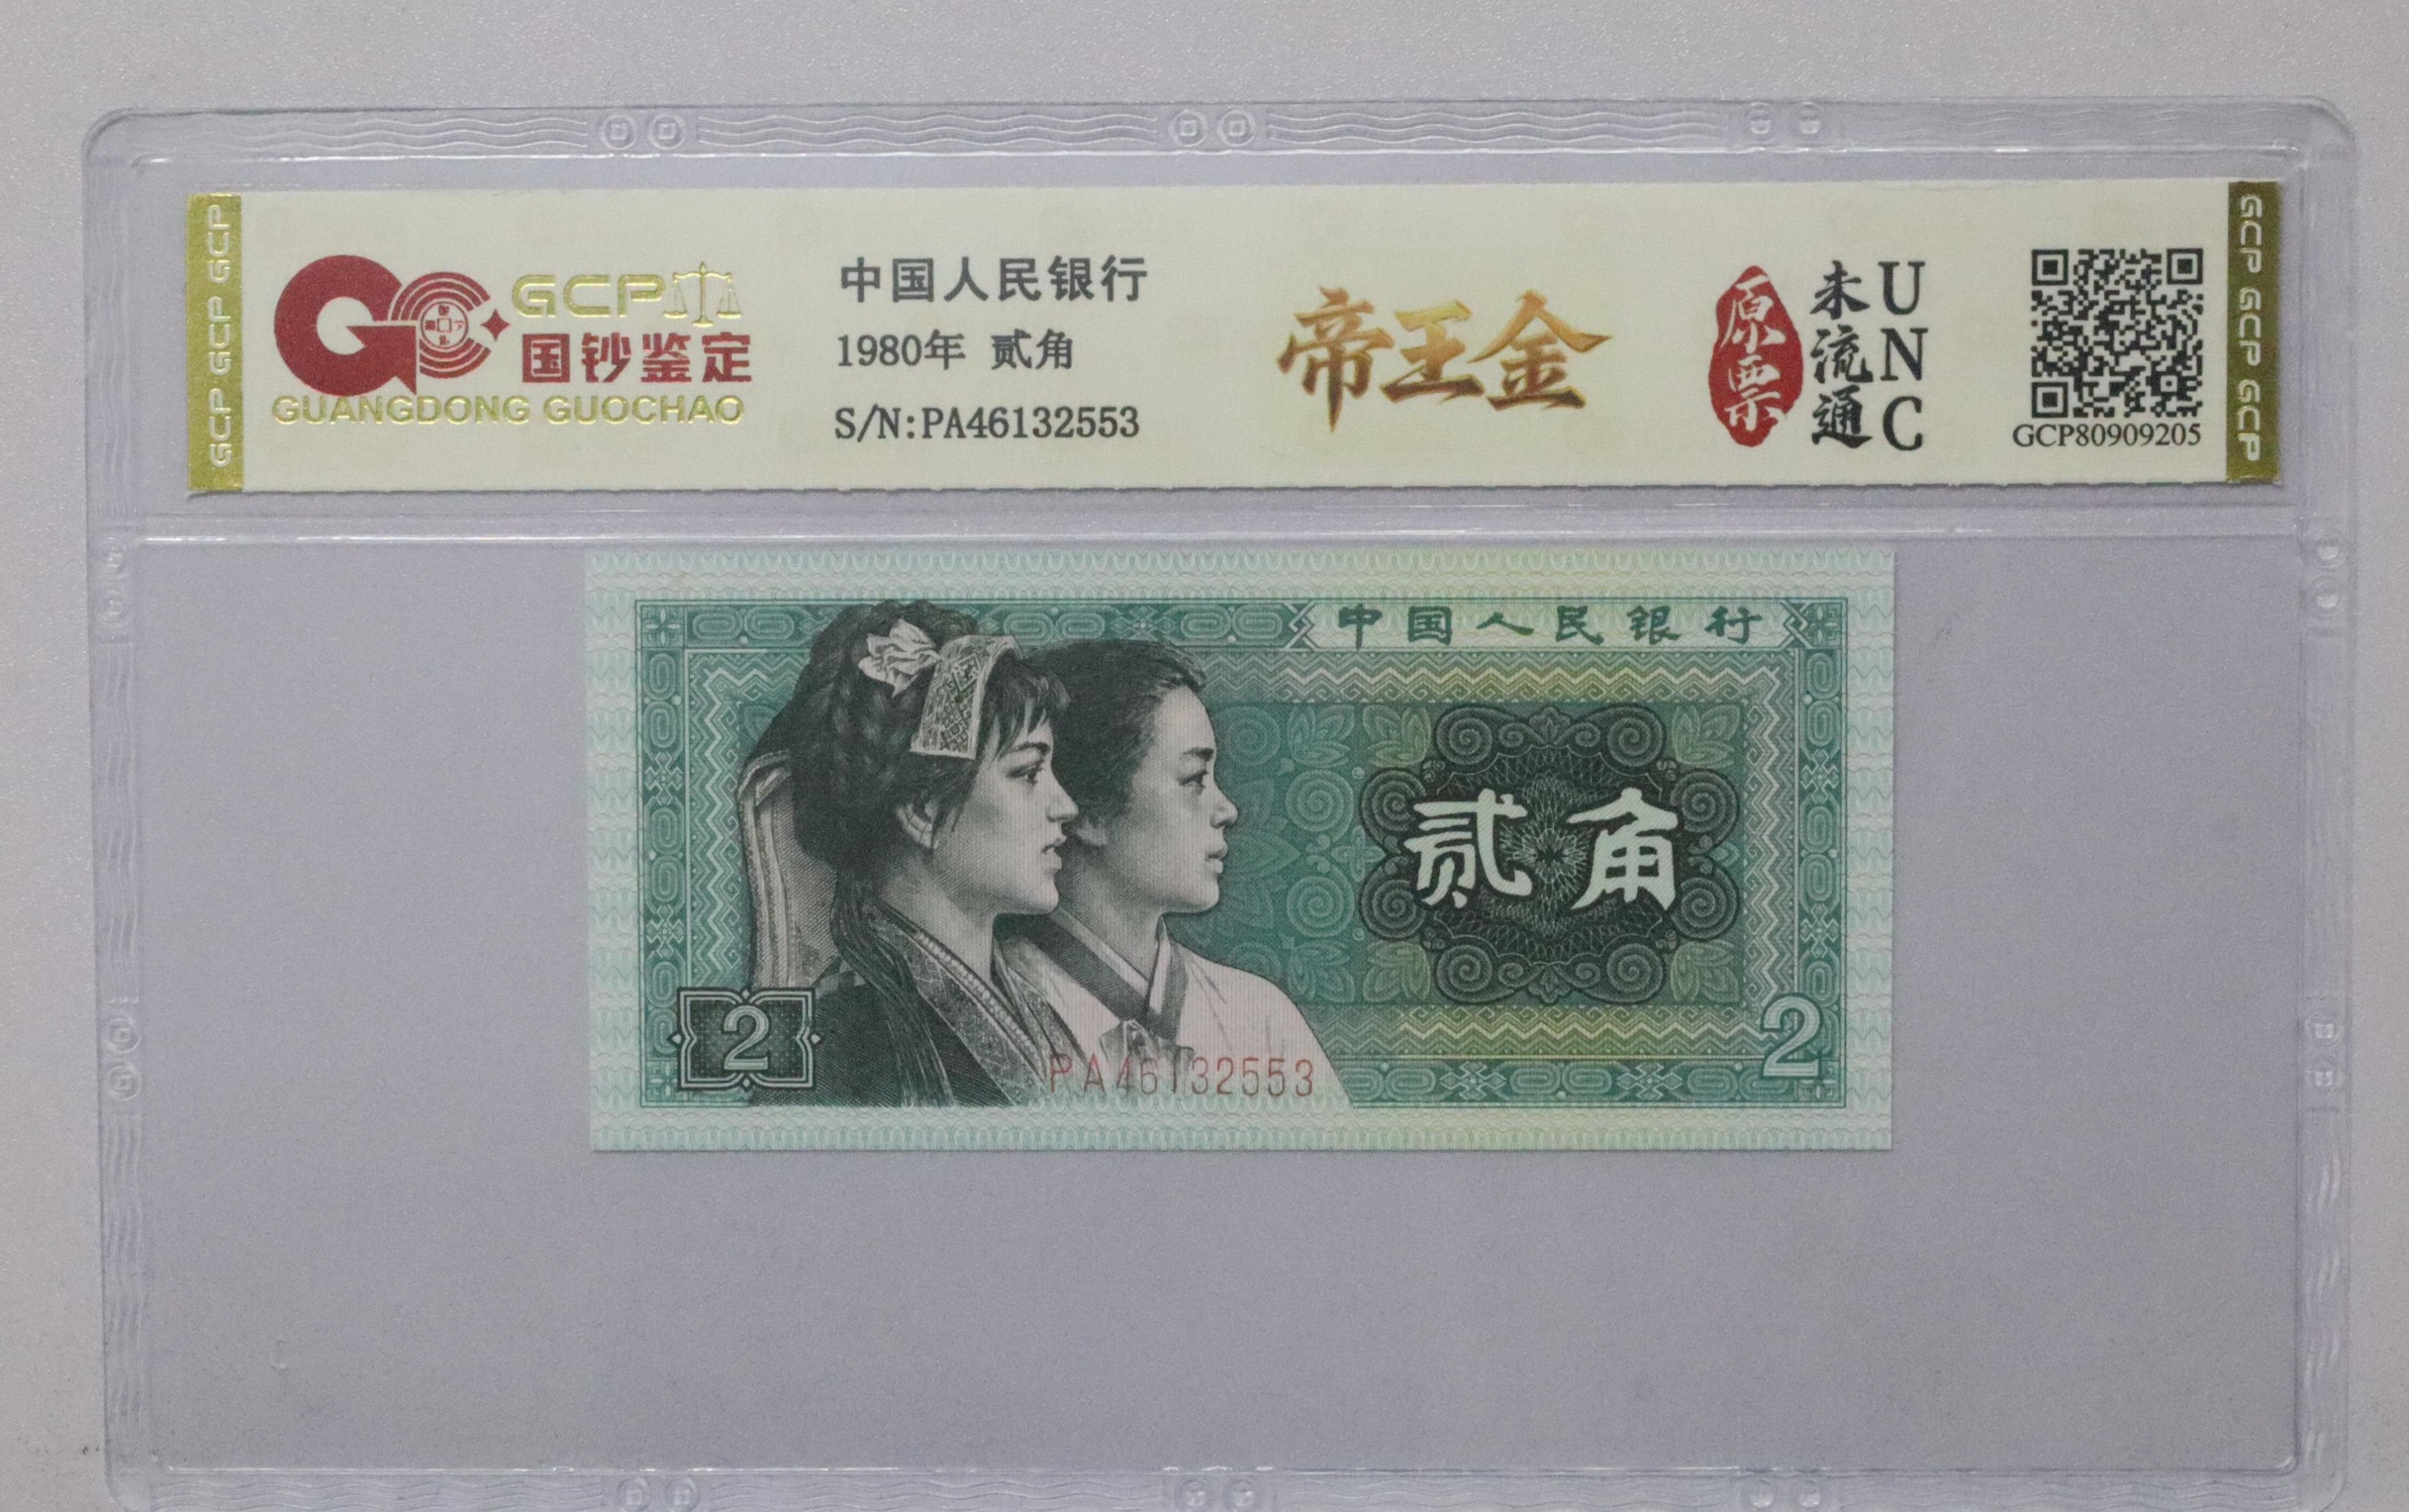 GCP GCP GCP
GCP
国钞鉴定
GUANGDONG GUOCHAO
中国人民银行
1980年 贰角
S/N:PA46132553
帝王金
原票
未流通
UNC
GCP80909205
GCP GCP GCP
中国人民银行
贰角
2
2
PA46132553